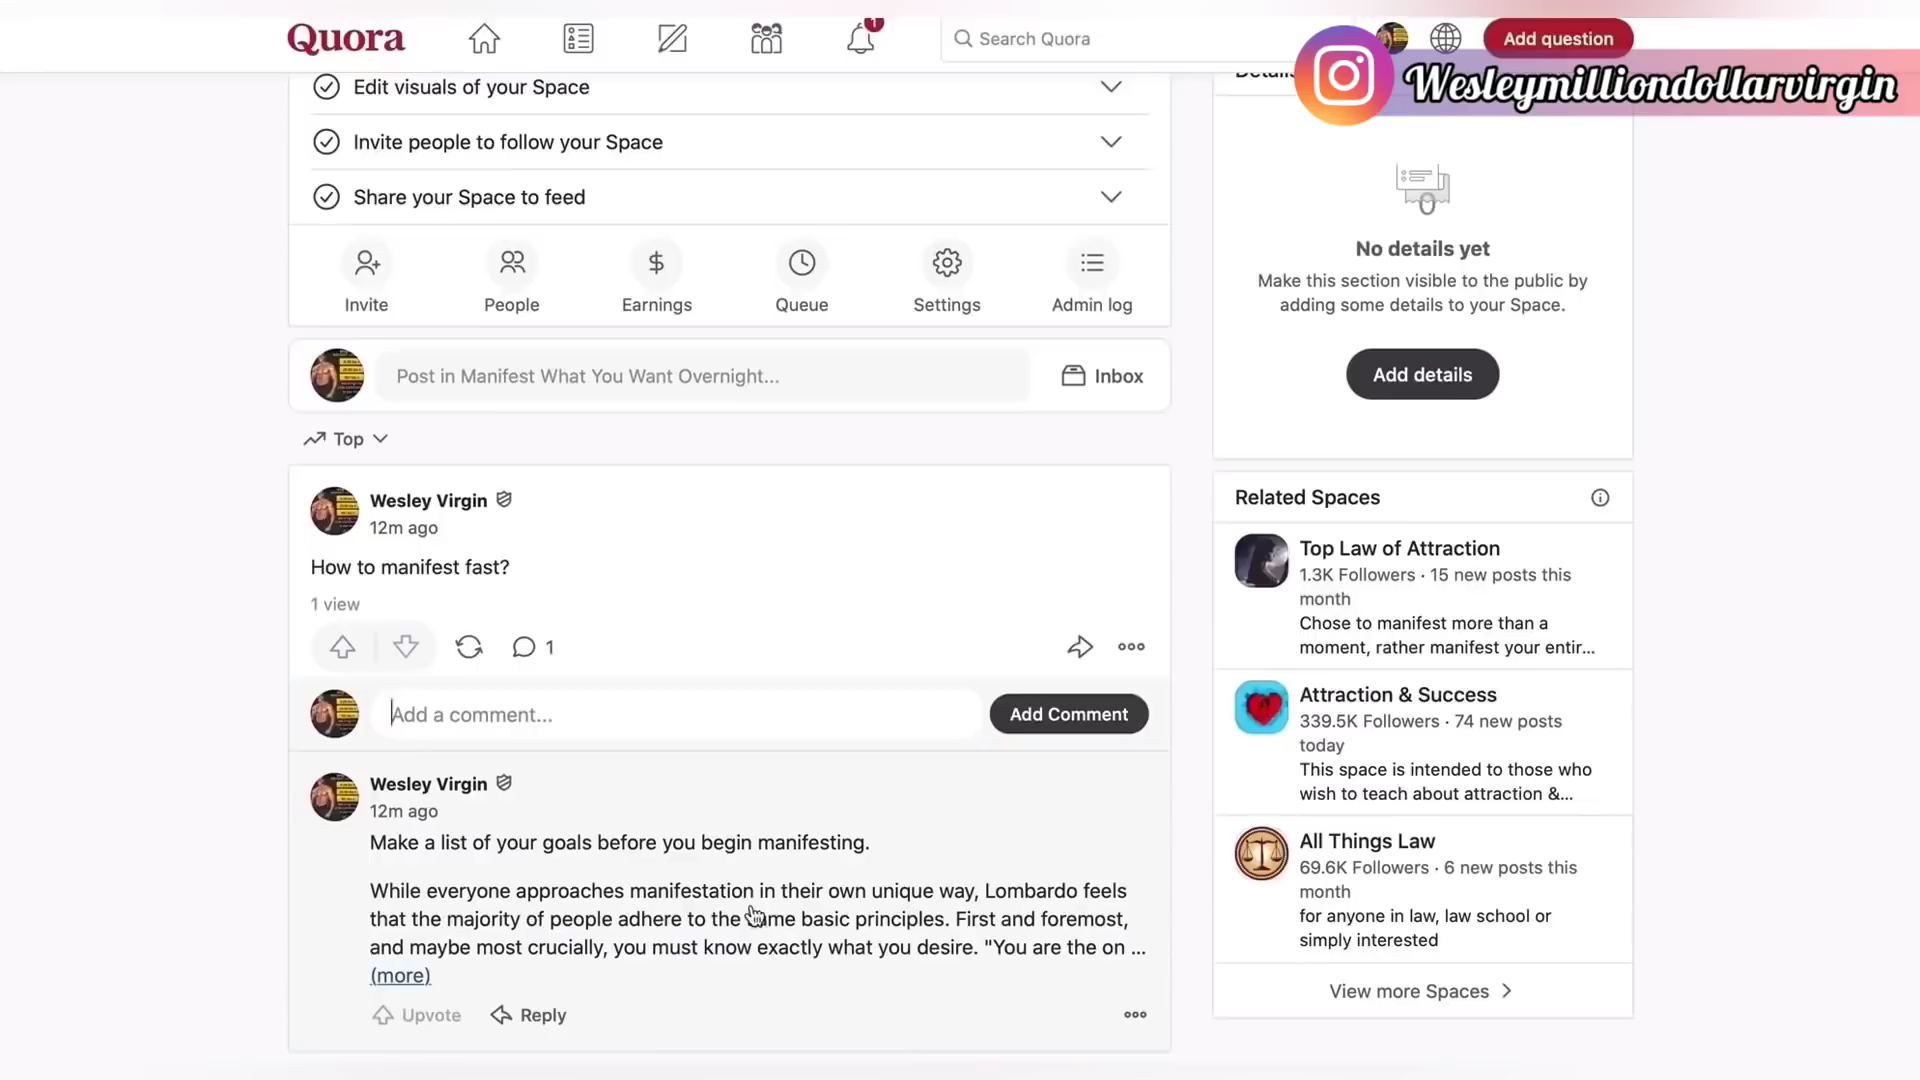 Quora
1
Search Quora
Add question
Wesleymilliondollarvirgin
Edit visuals of your Space
Invite people to follow your Space
Share your Space to feed
Invite
People
Earnings
Queue
Settings
Admin log
Post in Manifest What You Want Overnight...
Inbox
Top
Wesley Virgin
12m ago
How to manifest fast?
1 view
1
Add a comment...
Add Comment
Wesley Virgin
12m ago
Make a list of your goals before you begin manifesting.
While everyone approaches manifestation in their own unique way, Lombardo feels
that the majority of people adhere to the same basic principles. First and foremost,
and maybe most crucially, you must know exactly what you desire. "You are the on ...
(more)
Upvote
Reply
No details yet
Make this section visible to the public by
adding some details to your Space.
Add details
Related Spaces
Top Law of Attraction
1.3K Followers · 15 new posts this
month
Chose to manifest more than a
moment, rather manifest your entir...
Attraction & Success
339.5K Followers · 74 new posts
today
This space is intended to those who
wish to teach about attraction &...
All Things Law
69.6K Followers · 6 new posts this
month
for anyone in law, law school or
simply interested
View more Spaces